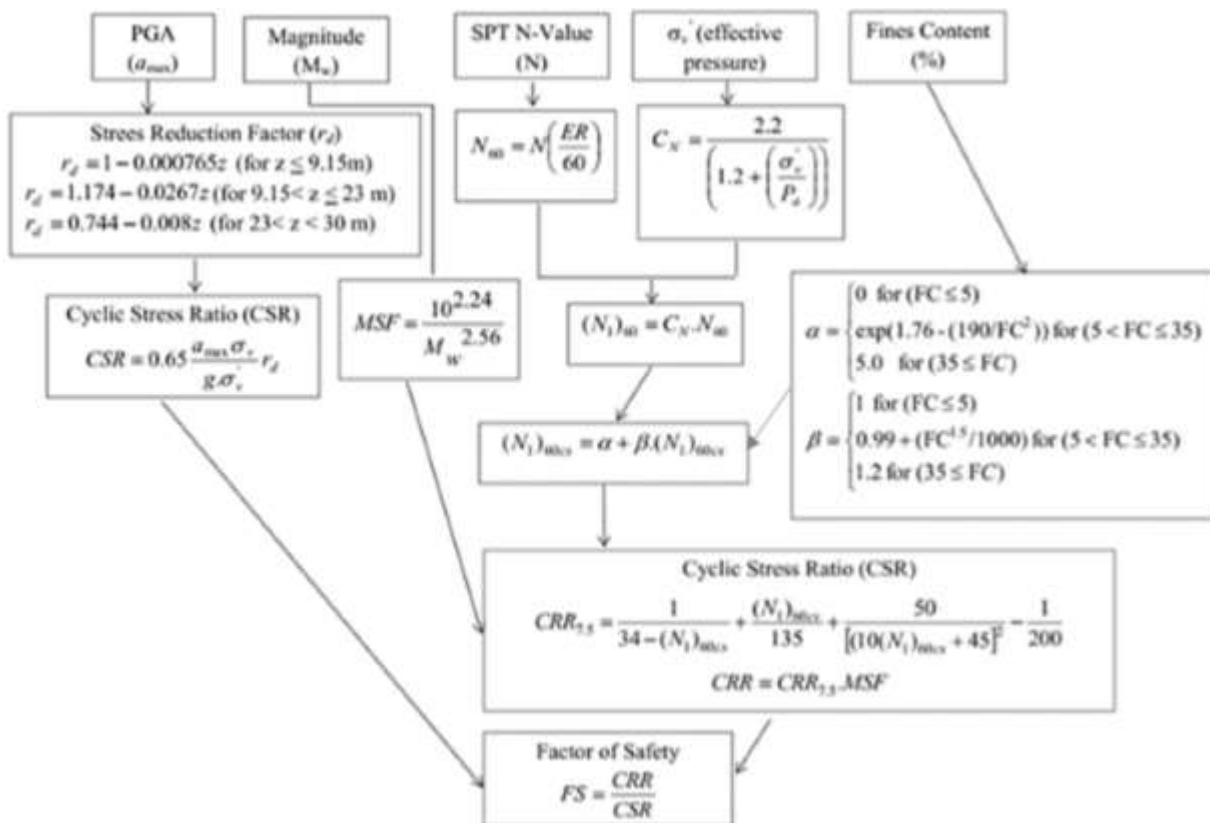 PGA
(a_max)
Magnitude
(M_w)
SPT N-Value
(N)
σ_v' (effective
pressure)
Fines Content
(%)
Strees Reduction Factor (r_d)
r_d = 1 − 0.000765z (for z ≤ 9.15m)
r_d = 1.174 − 0.0267z (for 9.15< z ≤ 23 m)
r_d = 0.744 − 0.008z (for 23< z < 30 m)
N_60 = N(ER/60)
C_N = 2.2 / (1.2 + (σ_v'/P_a))
Cyclic Stress Ratio (CSR)
CSR = 0.65 (a_max σ_v / g.σ_v') r_d
MSF = 10^2.24 / M_w^2.56
(N_1)_60 = C_N.N_60
α = {0 for (FC ≤ 5)
exp(1.76 - (190/FC^2)) for (5 < FC ≤ 35)
5.0 for (35 ≤ FC)
β = {1 for (FC ≤ 5)
0.99 + (FC^1.5/1000) for (5 < FC ≤ 35)
1.2 for (35 ≤ FC)
(N_1)_60cs = α + β.(N_1)_60cs
Cyclic Stress Ratio (CSR)
CRR_7.5 = 1/(34 − (N_1)_60cs) + (N_1)_60cs/135 + 50/[(10(N_1)_60cs + 45]^2 − 1/200
CRR = CRR_7.5.MSF
Factor of Safety
FS = CRR/CSR